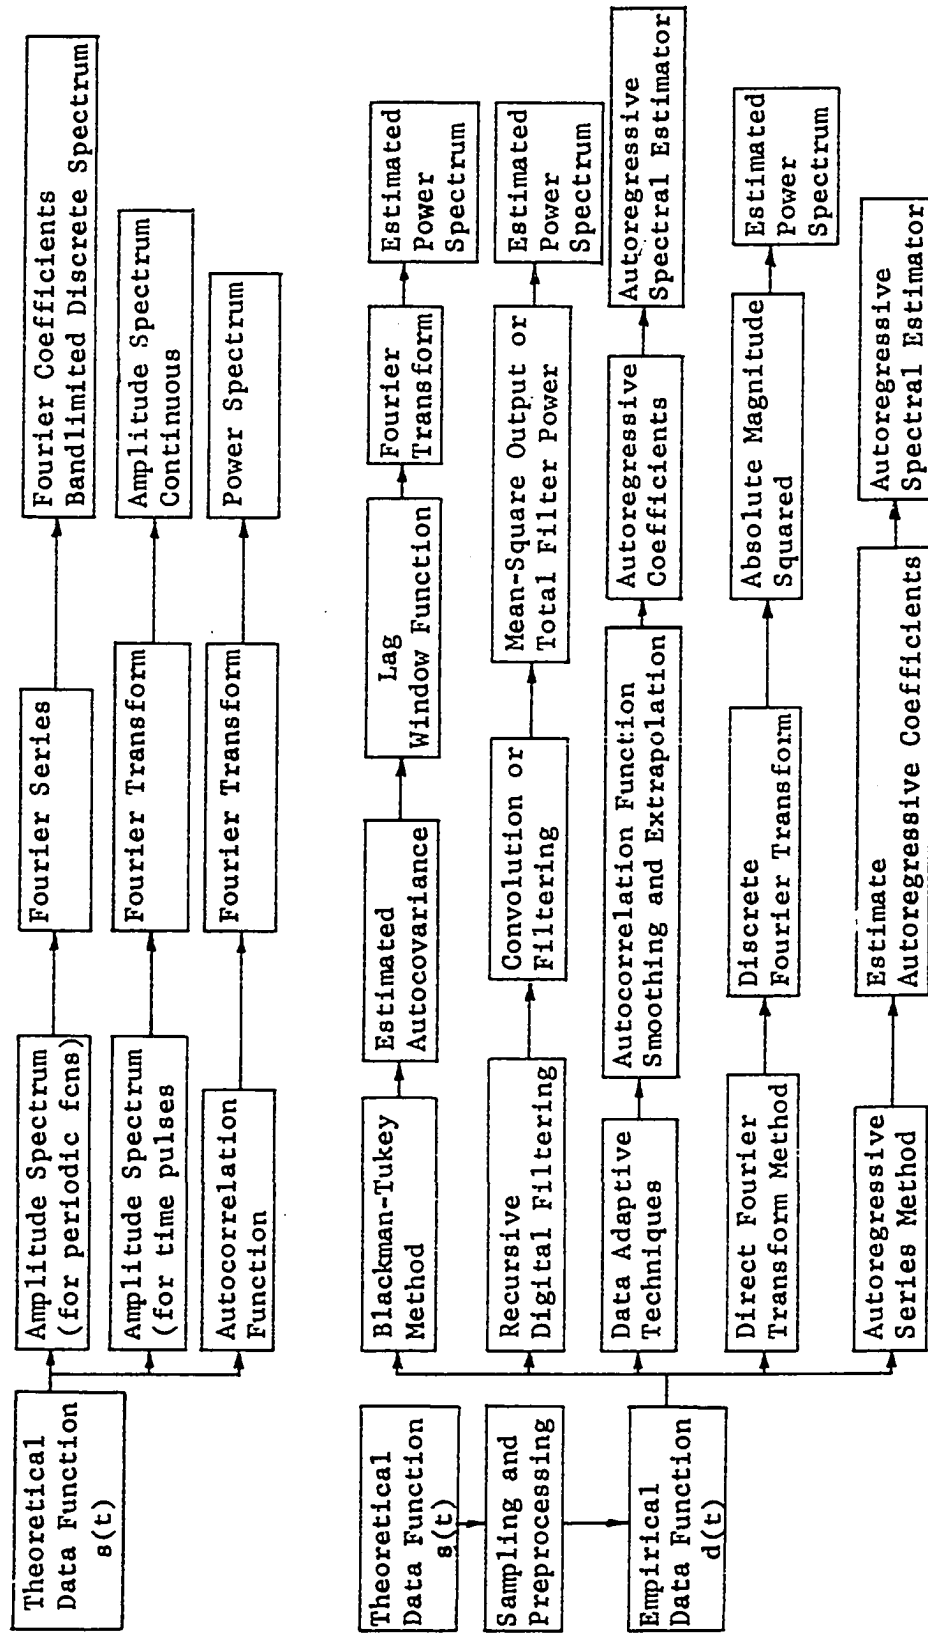 Theoretical
Data Function
s(t)
Amplitude Spectrum
(for periodic fcns)
Fourier Series
Fourier Coefficients
Bandlimited Discrete Spectrum
Amplitude Spectrum
(for time pulses)
Fourier Transform
Amplitude Spectrum
Continuous
Autocorrelation
Function
Fourier Transform
Power Spectrum
Theoretical
Data Function
s(t)
Sampling and
Preprocessing
Empirical
Data Function
d(t)
Blackman-Tukey
Method
Estimated
Autocovariance
Lag
Window Function
Fourier
Transform
Estimated
Power
Spectrum
Recursive
Digital Filtering
Convolution or
Filtering
Mean-Square Output or
Total Filter Power
Estimated
Power
Spectrum
Data Adaptive
Techniques
Autocorrelation Function
Smoothing and Extrapolation
Autoregressive
Coefficients
Autoregressive
Spectral Estimator
Direct Fourier
Transform Method
Discrete
Fourier Transform
Absolute Magnitude
Squared
Estimated
Power
Spectrum
Autoregressive
Series Method
Estimate
Autoregressive Coefficients
Autoregressive
Spectral Estimator